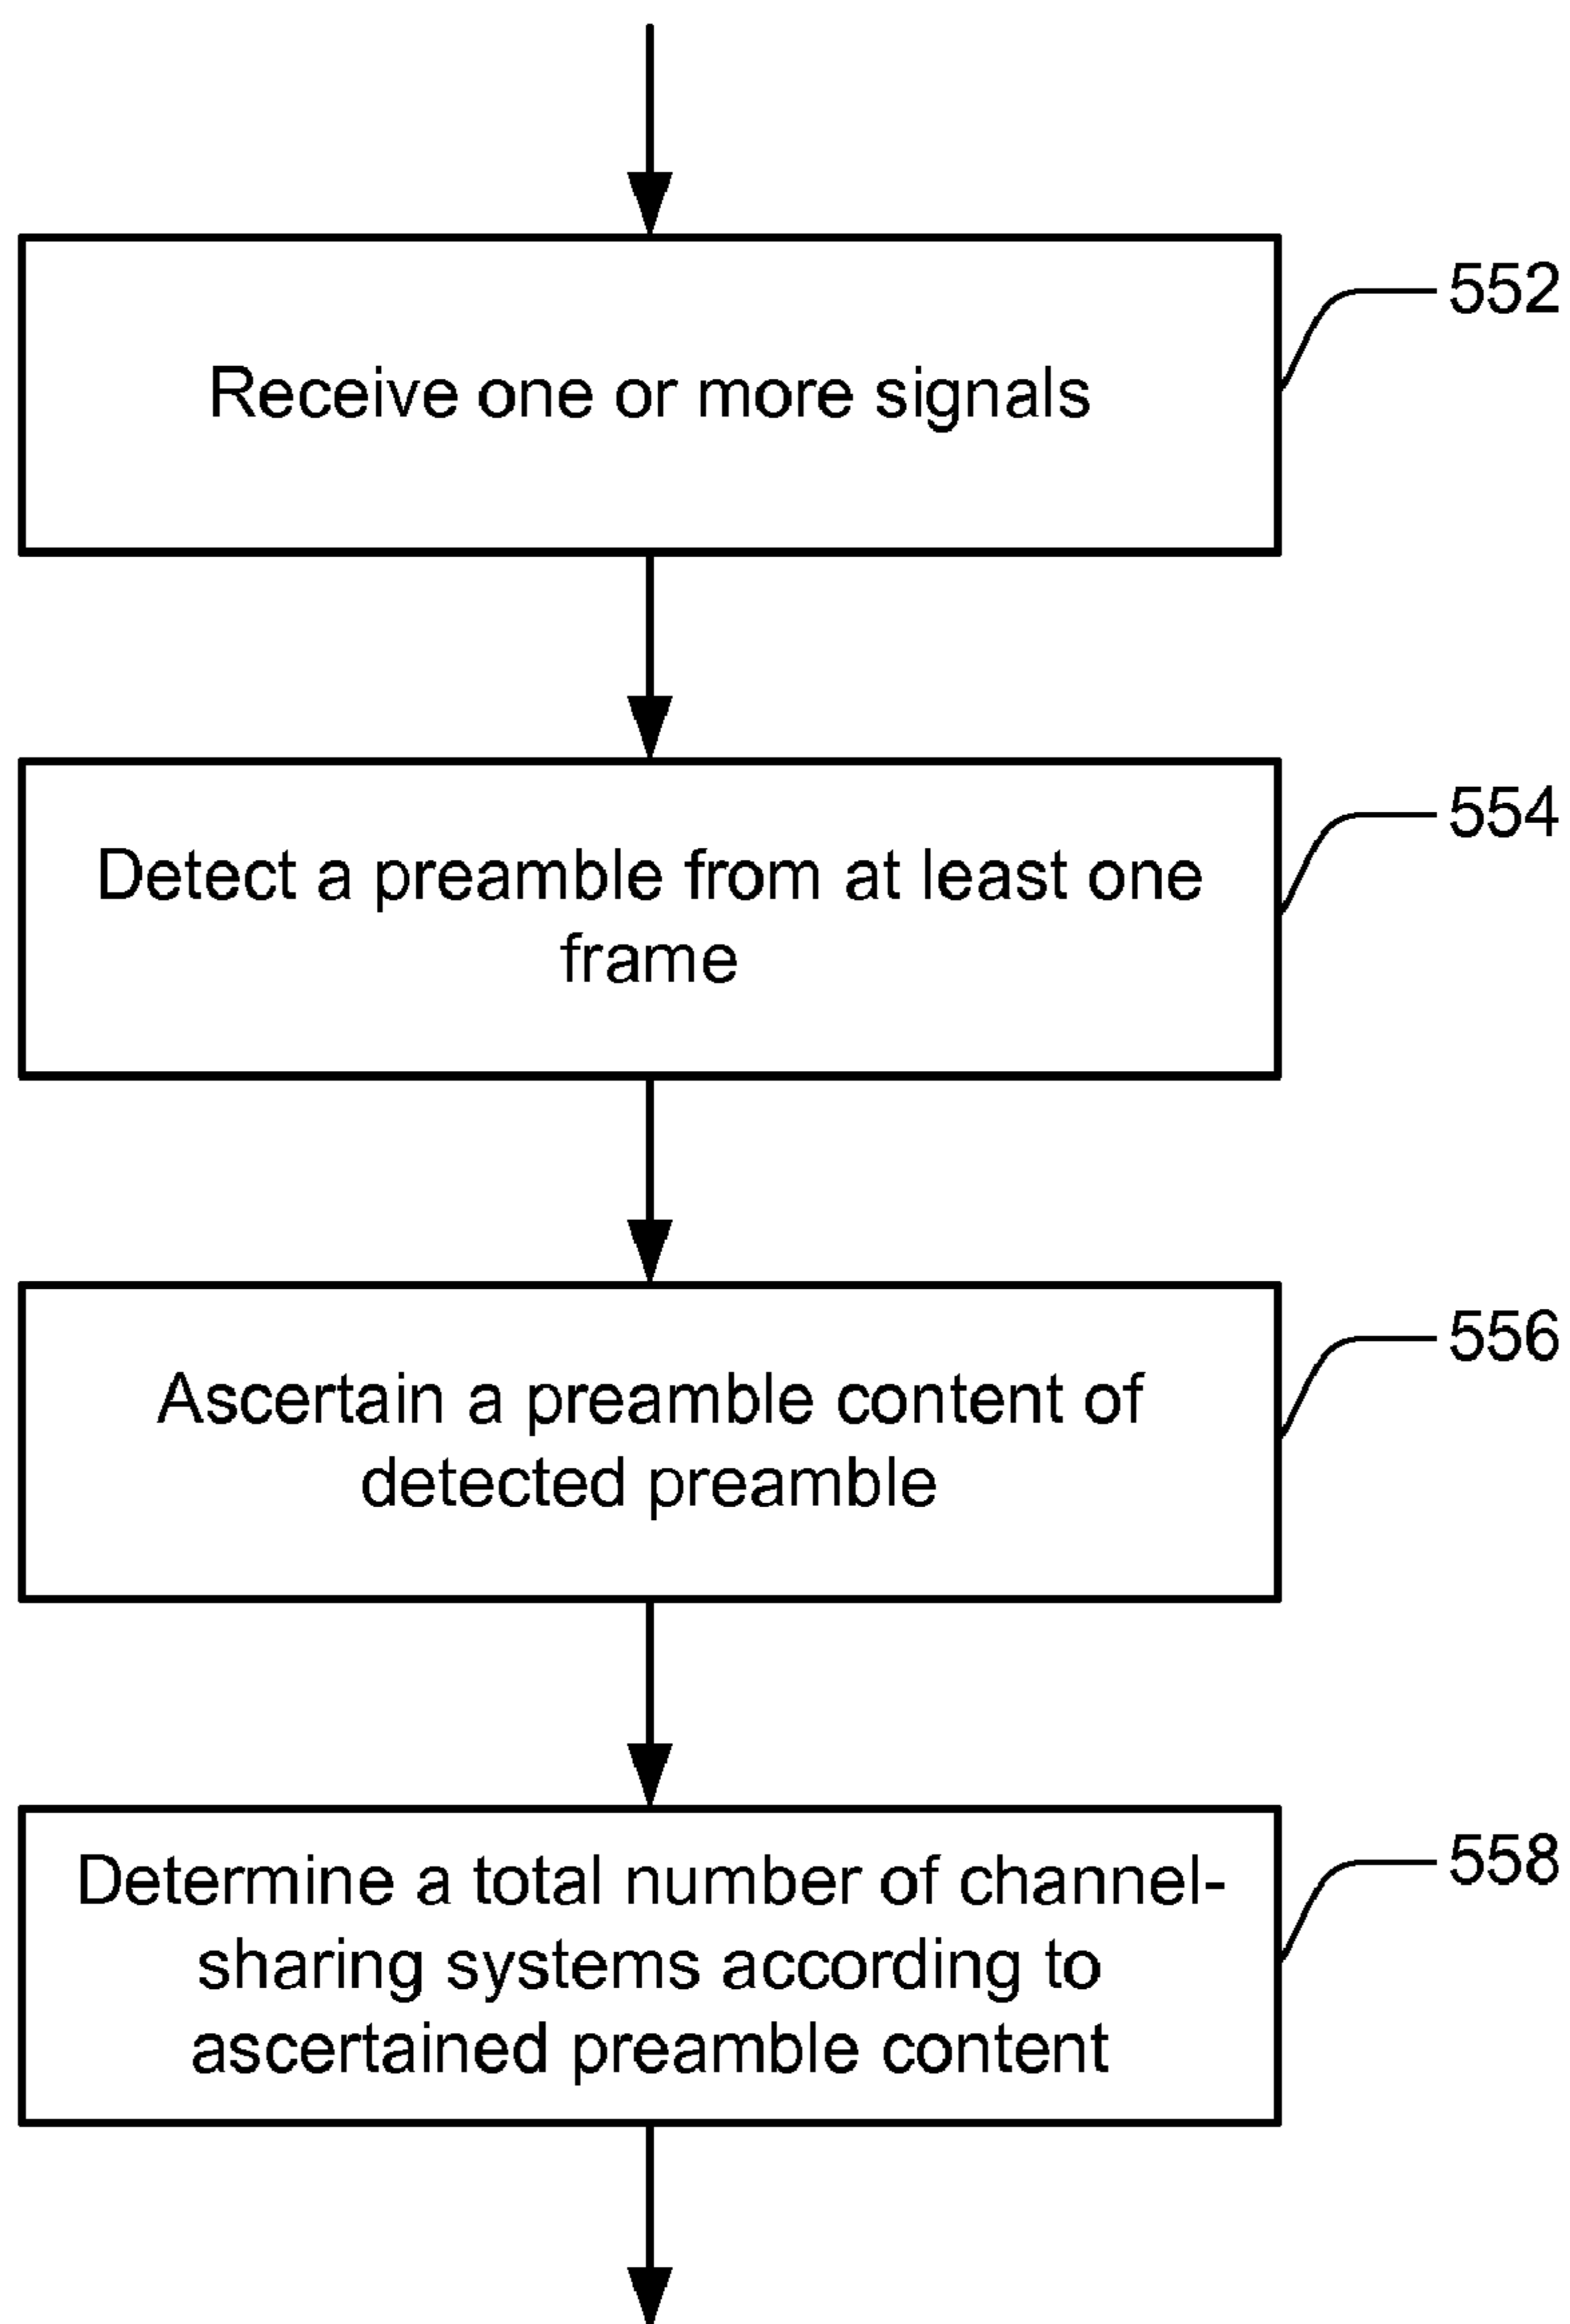 552
Receive one or more signals
554
Detect a preamble from at least one
frame
556
Ascertain a preamble content of
detected preamble
558
Determine a total number of channel-
sharing systems according to
ascertained preamble content